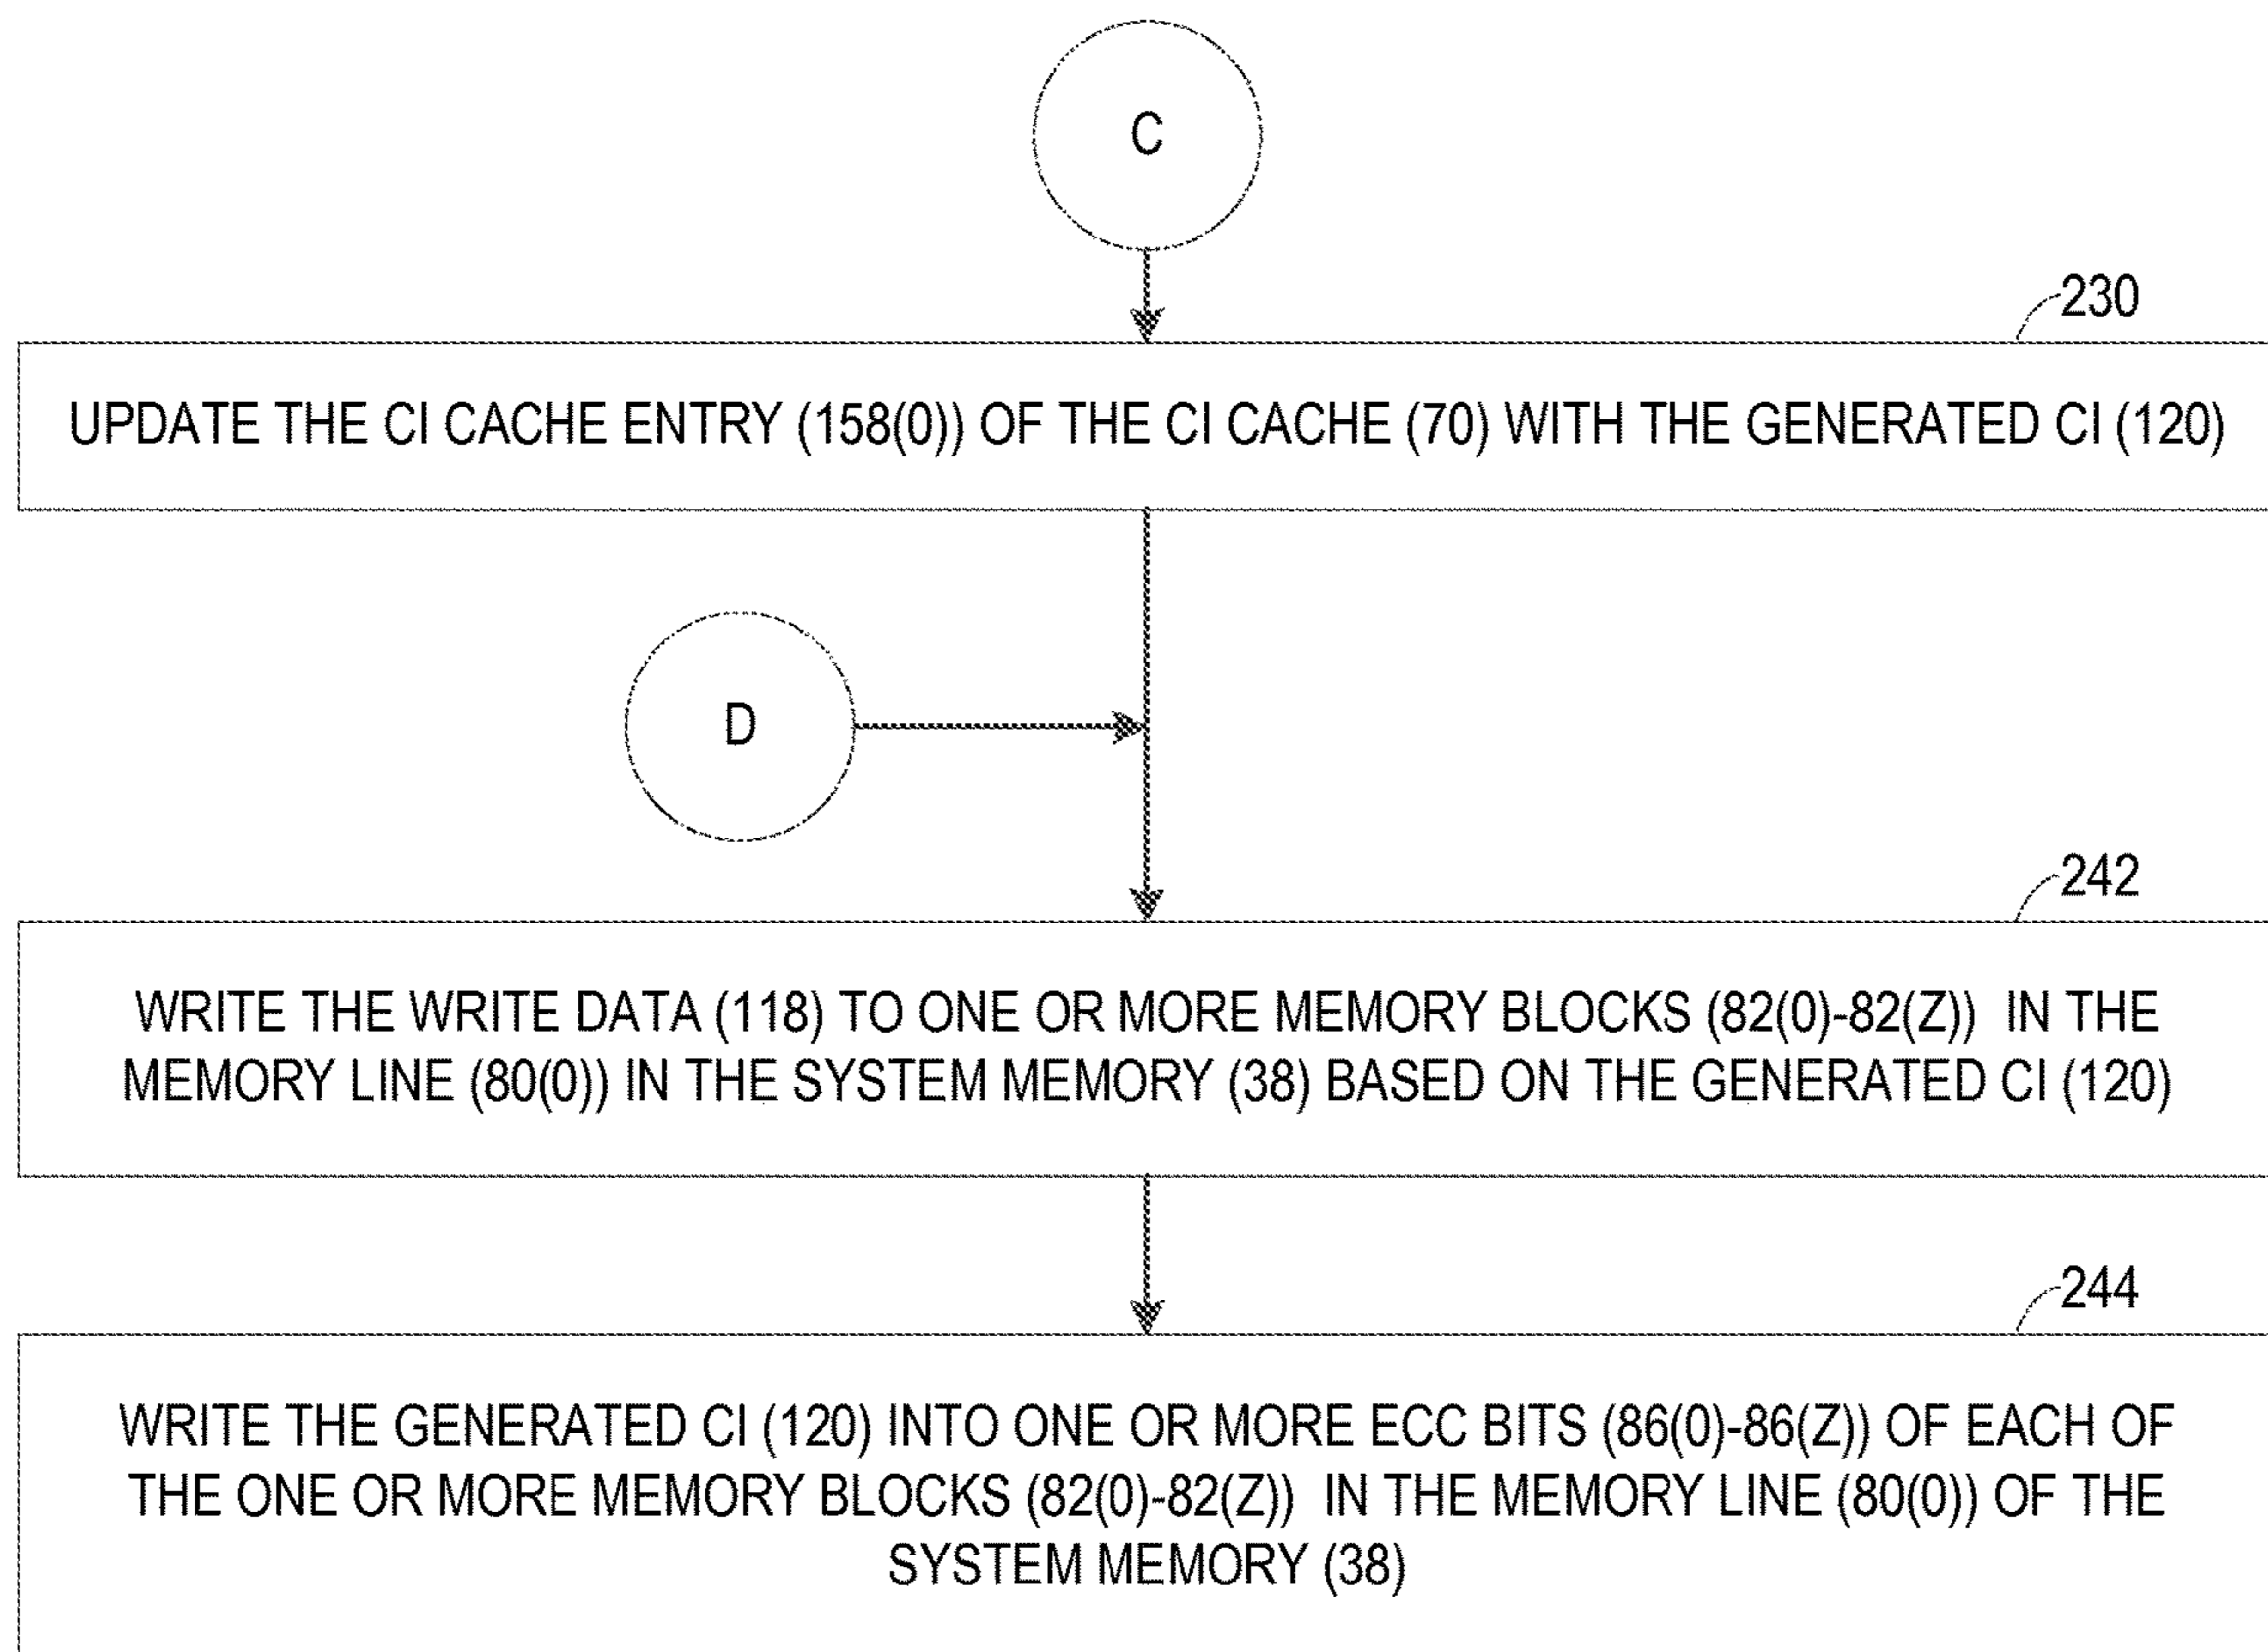 C
230
UPDATE THE CI CACHE ENTRY (158(0)) OF THE CI CACHE (70) WITH THE GENERATED CI (120)
D
242
WRITE THE WRITE DATA (118) TO ONE OR MORE MEMORY BLOCKS (82(0)-82(Z)) IN THE
MEMORY LINE (80(0)) IN THE SYSTEM MEMORY (38) BASED ON THE GENERATED CI (120)
244
WRITE THE GENERATED CI (120) INTO ONE OR MORE ECC BITS (86(0)-86(Z)) OF EACH OF
THE ONE OR MORE MEMORY BLOCKS (82(0)-82(Z)) IN THE MEMORY LINE (80(0)) OF THE
SYSTEM MEMORY (38)